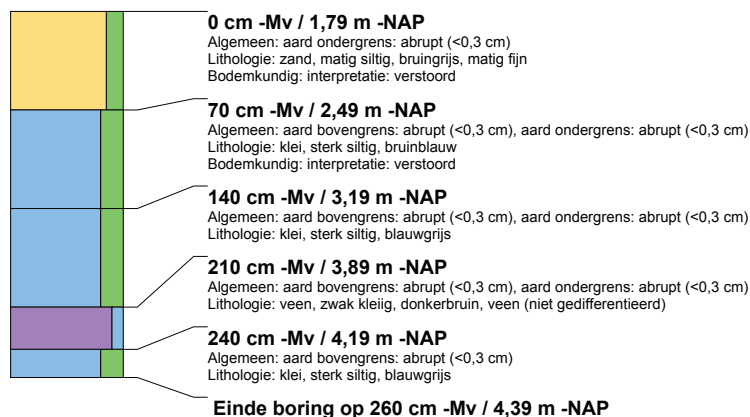 0 cm -Mv / 1,79 m -NAP
Algemeen: aard ondergrens: abrupt (<0,3 cm)
Lithologie: zand, matig siltig, bruingrijs, matig fijn
Bodemkundig: interpretatie: verstoord
70 cm -Mv / 2,49 m -NAP
Algemeen: aard bovengrens: abrupt (<0,3 cm), aard ondergrens: abrupt (<0,3 cm)
Lithologie: klei, sterk siltig, bruinblauw
Bodemkundig: interpretatie: verstoord
140 cm -Mv / 3,19 m -NAP
Algemeen: aard bovengrens: abrupt (<0,3 cm), aard ondergrens: abrupt (<0,3 cm)
Lithologie: klei, sterk siltig, blauwgrijs
210 cm -Mv / 3,89 m -NAP
Algemeen: aard bovengrens: abrupt (<0,3 cm), aard ondergrens: abrupt (<0,3 cm)
Lithologie: veen, zwak kleiig, donkerbruin, veen (niet gedifferentieerd)
240 cm -Mv / 4,19 m -NAP
Algemeen: aard bovengrens: abrupt (<0,3 cm)
Lithologie: klei, sterk siltig, blauwgrijs
Einde boring op 260 cm -Mv / 4,39 m -NAP